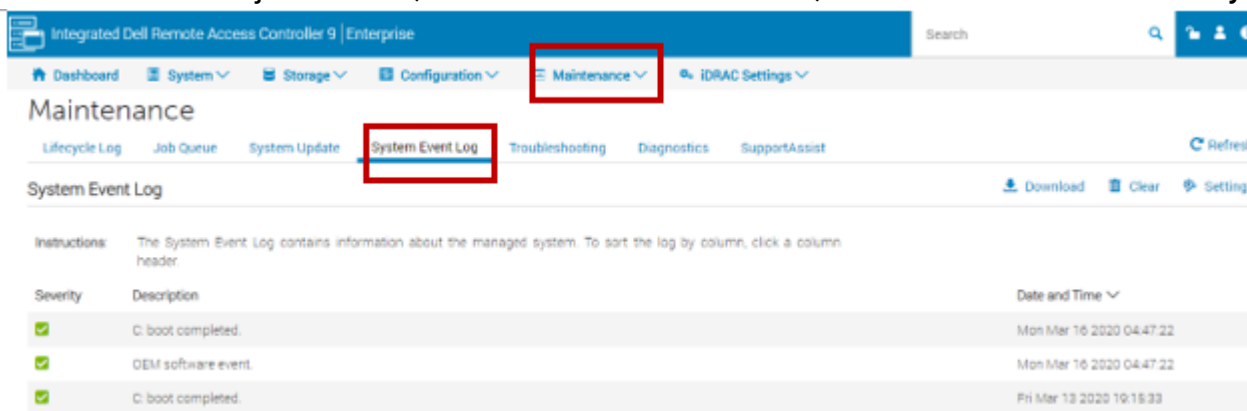 Integrated Dell Remote Access Controller 9 | Enterprise Search
Dashboard System Storage Configuration Maintenance iDRAC Settings
Maintenance
Lifecycle Log Job Queue System Update System Event Log Troubleshooting Diagnostics SupportAssist Refresh
System Event Log Download Clear Setting
Instructions: The System Event Log contains information about the managed system. To sort the log by column, click a column
header.
Severity Description Date and Time
C: boot completed. Mon Mar 16 2020 04:47:22
OEM software event. Mon Mar 16 2020 04:47:22
C: boot completed. Fri Mar 13 2020 19:15:33